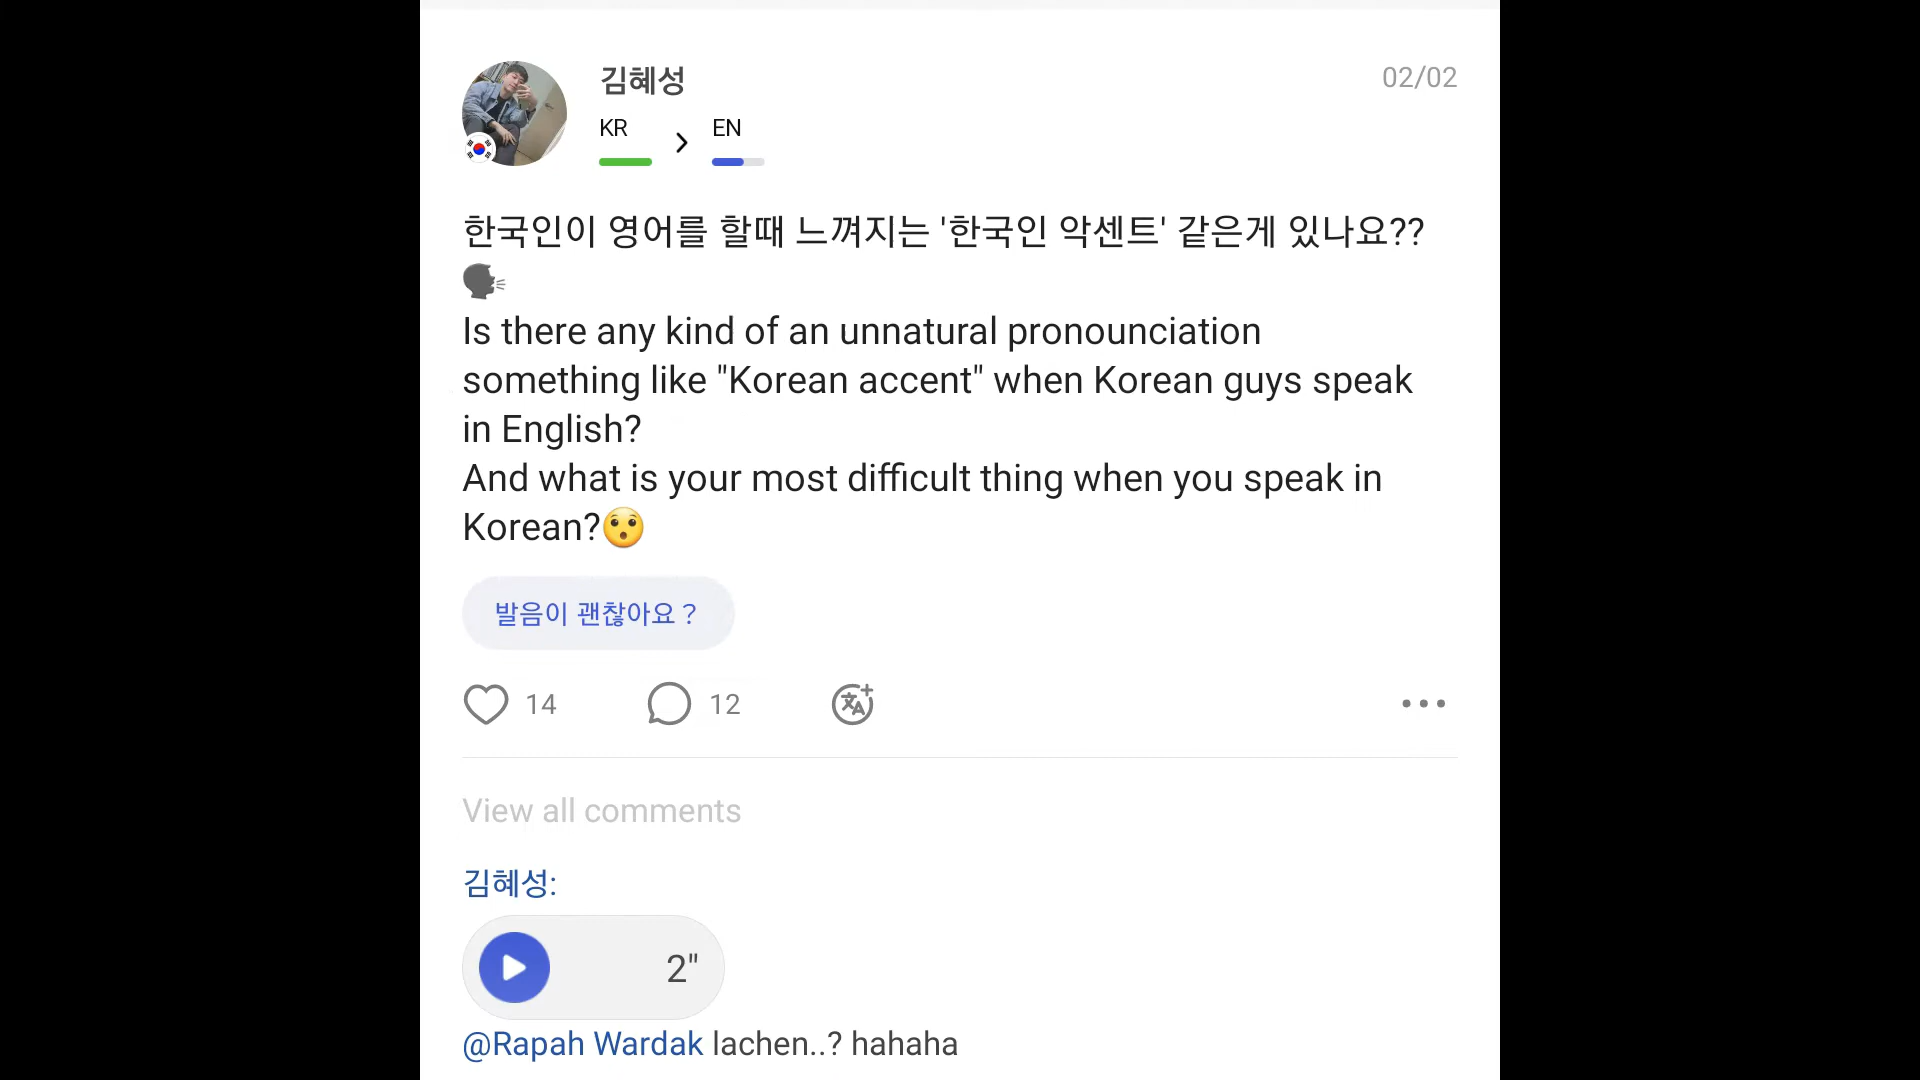 김혜성
02/02
KR
EN
한국인이 영어를 할때 느껴지는 '한국인 악센트' 같은게 있나요??
🗣
Is there any kind of an unnatural pronounciation
something like "Korean accent" when Korean guys speak
in English?
And what is your most difficult thing when you speak in
Korean?😯
발음이 괜찮아요 ?
14
12
View all comments
김혜성:
2"
@Rapah Wardak lachen..? hahaha